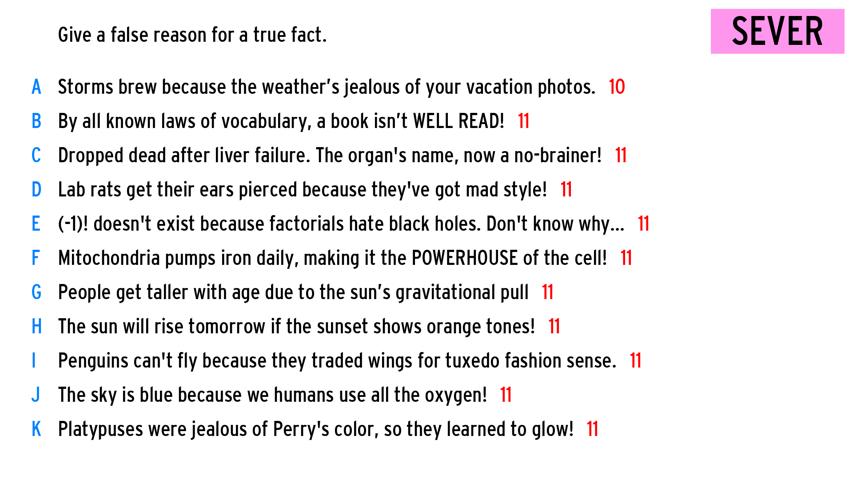 Give a false reason for a true fact.
SEVER
A Storms brew because the weather's jealous of your vacation photos. 10
B By all known laws of vocabulary, a book isn't WELL READ! 11
C Dropped dead after liver failure. The organ's name, now a no-brainer! 11
D Lab rats get their ears pierced because they've got mad style! 11
E (-1)! doesn't exist because factorials hate black holes. Don't know why... 11
F Mitochondria pumps iron daily, making it the POWERHOUSE of the cell! 11
G People get taller with age due to the sun's gravitational pull 11
H The sun will rise tomorrow if the sunset shows orange tones! 11
I Penguins can't fly because they traded wings for tuxedo fashion sense. 11
J The sky is blue because we humans use all the oxygen! 11
K Platypuses were jealous of Perry's color, so they learned to glow! 11